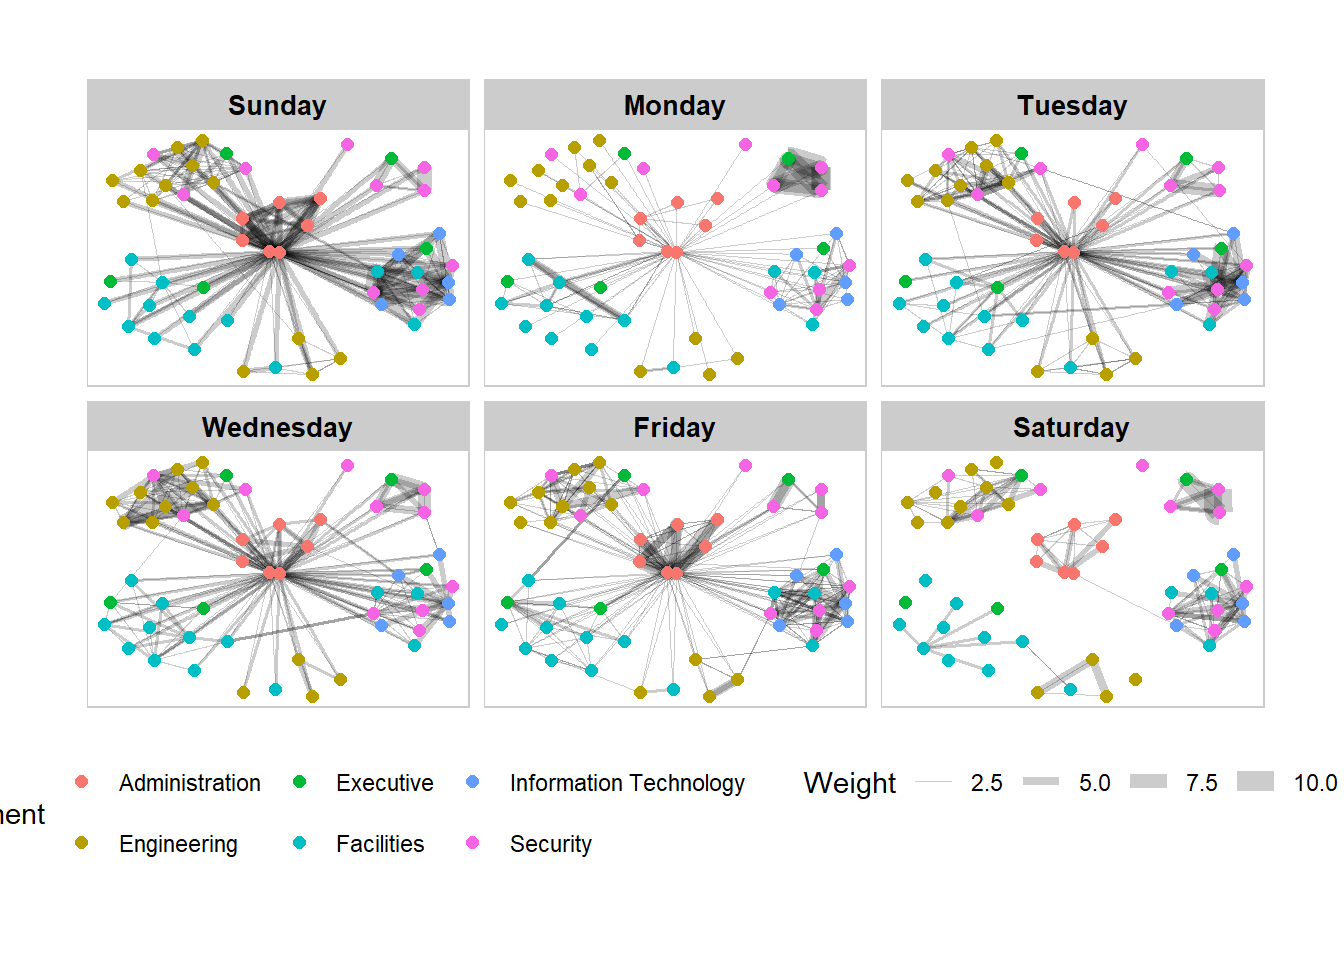 Sunday
Monday
Tuesday
Wednesday
Friday
Saturday
Administration
Executive
Information Technology
Weight
2.5
5.0
7.5
10.0
Engineering
Facilities
Security